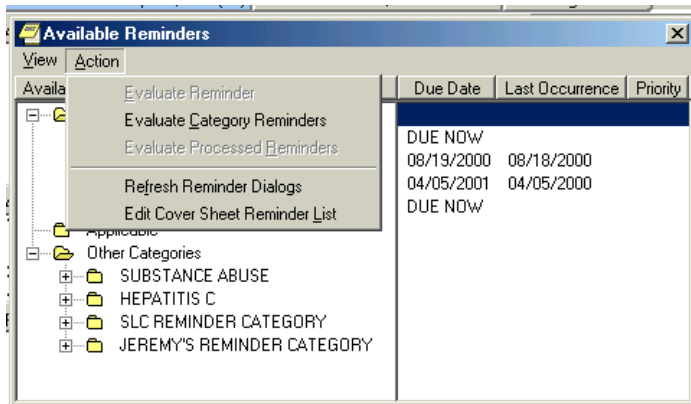 Available Reminders
View Action
Availa Due Date Last Occurrence Priority
Evaluate Reminder
Evaluate Category Reminders
DUE NOW
Evaluate Processed Reminders
08/19/2000 08/18/2000
Refresh Reminder Dialogs
04/05/2001 04/05/2000
Edit Cover Sheet Reminder List
DUE NOW
Applicable
Other Categories
SUBSTANCE ABUSE
HEPATITIS C
SLC REMINDER CATEGORY
JEREMY'S REMINDER CATEGORY